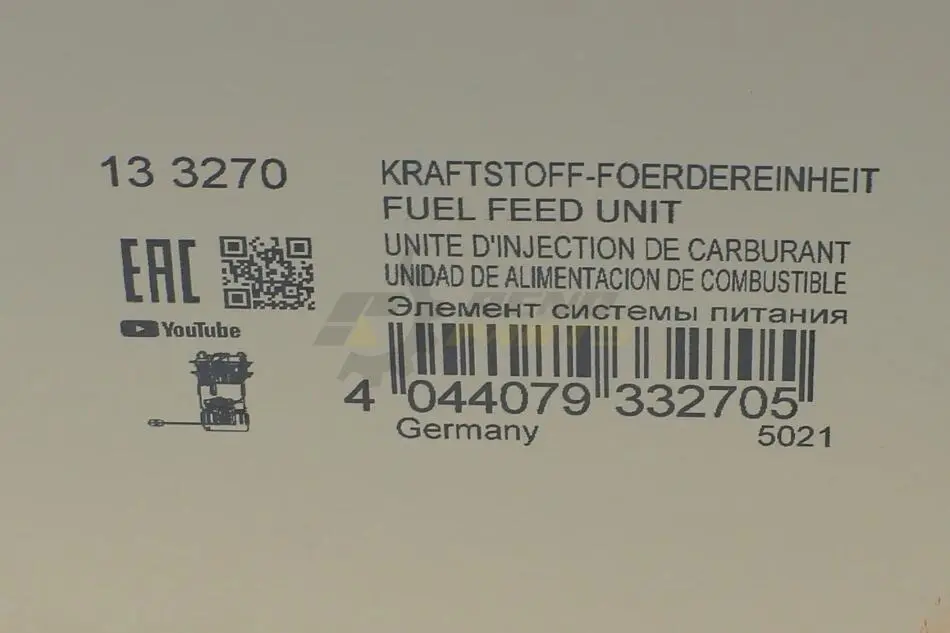 13 3270
KRAFTSTOFF-FOERDEREINHEIT
FUEL FEED UNIT
UNITE D'INJECTION DE CARBURANT
UNIDAD DE ALIMENTACION DE COMBUSTIBLE
Элемент системы питания
EAC
YouTube
4 044079 332705
Germany
5021